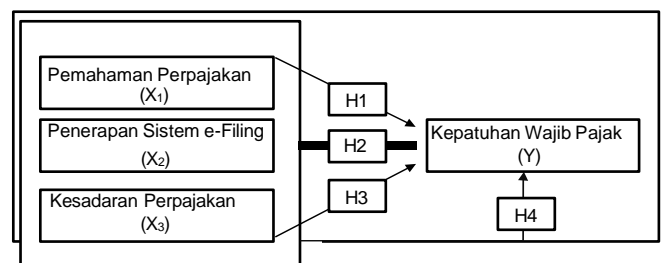 Pemahaman Perpajakan
(X₁)
H1
Penerapan Sistem e-Filing
(X₂)
H2
Kepatuhan Wajib Pajak
(Y)
Kesadaran Perpajakan
(X₃)
H3
H4